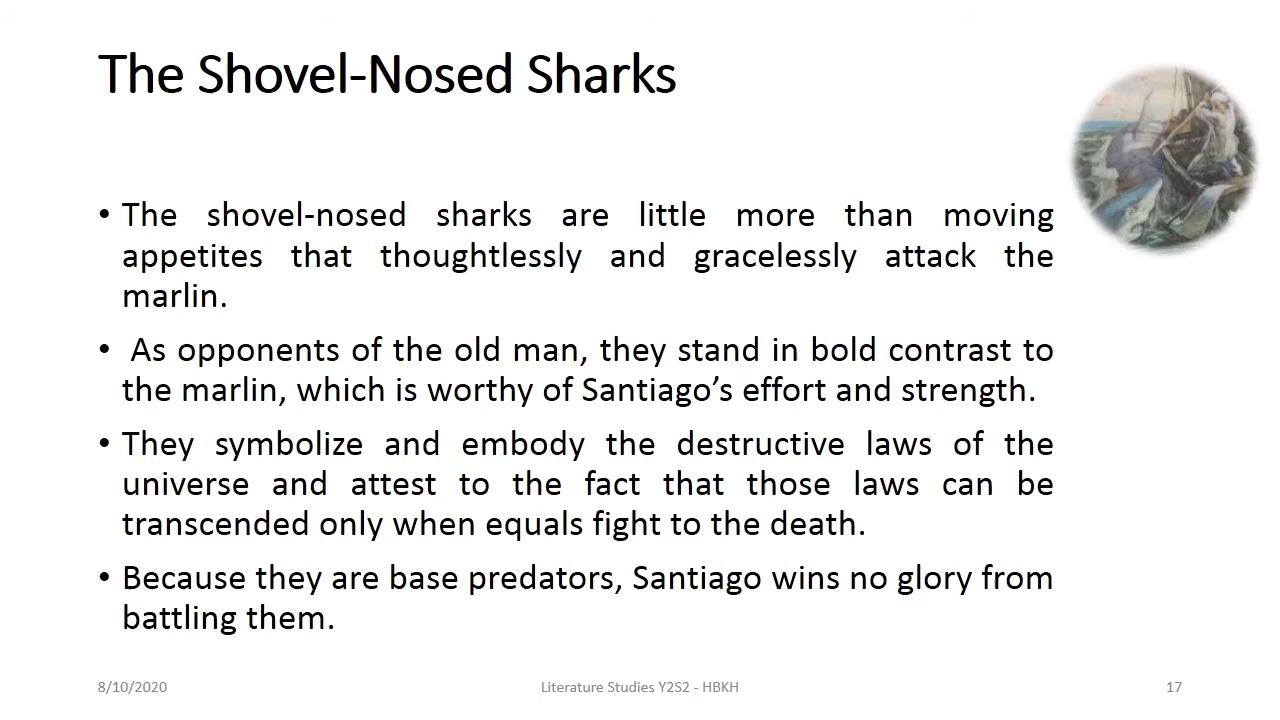 The Shovel-Nosed Sharks
• The shovel-nosed sharks are little more than moving
appetites that thoughtlessly and gracelessly attack the
marlin.
• As opponents of the old man, they stand in bold contrast to
the marlin, which is worthy of Santiago’s effort and strength.
• They symbolize and embody the destructive laws of the
universe and attest to the fact that those laws can be
transcended only when equals fight to the death.
• Because they are base predators, Santiago wins no glory from
battling them.
8/10/2020
Literature Studies Y2S2 - HBKH
17